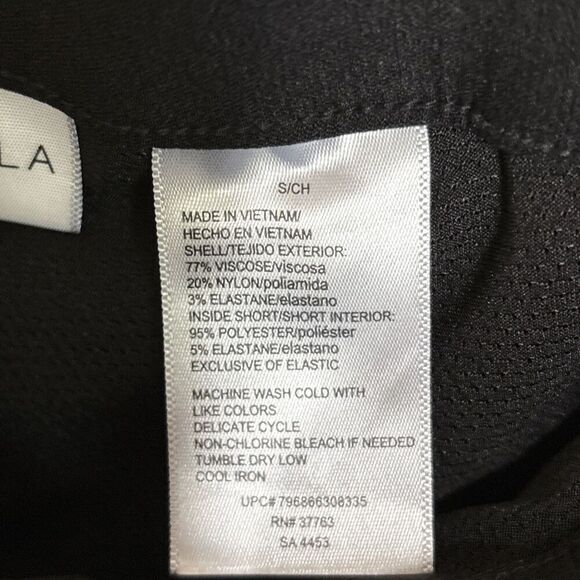 LA
S/CH
MADE IN VIETNAM/
HECHO EN VIETNAM
SHELL/TEJIDO EXTERIOR:
77% VISCOSE/viscosa
20% NYLON/poliamida
3% ELASTANE/elastano
INSIDE SHORT/SHORT INTERIOR:
95% POLYESTER/poliéster
5% ELASTANE/elastano
EXCLUSIVE OF ELASTIC
MACHINE WASH COLD WITH
LIKE COLORS
DELICATE CYCLE
NON-CHLORINE BLEACH IF NEEDED
TUMBLE DRY LOW
COOL IRON
UPC# 796866308335
RN# 37763
SA 4453